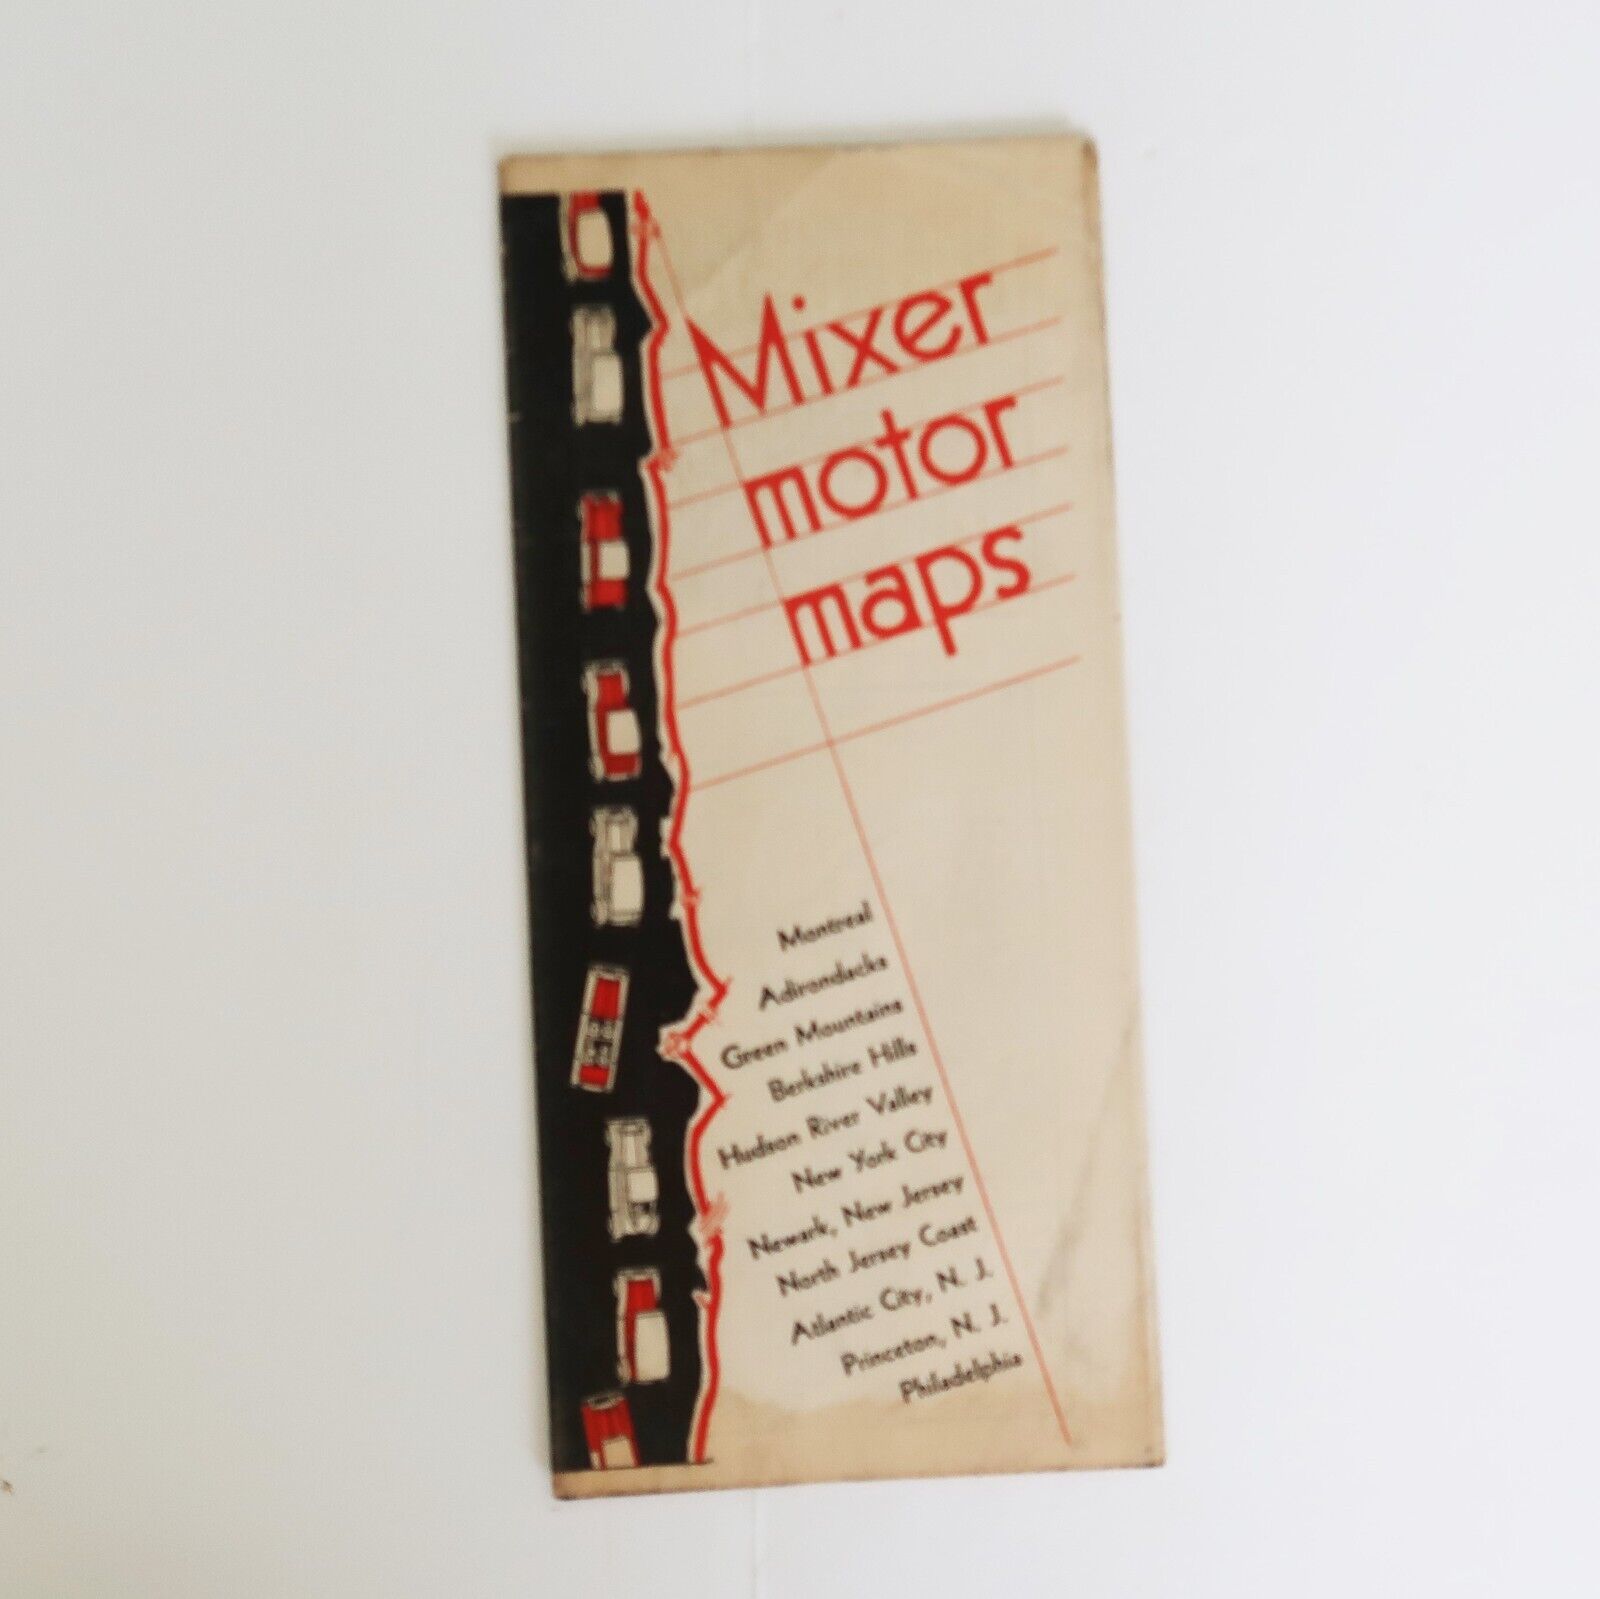 Mixer
motor
maps
Montreal
Adirondacks
Green Mountains
Berkshire Hills
Hudson River Valley
New York City
Newark, New Jersey
North Jersey Coast
Atlantic City, N. J.
Princeton, N. J.
Philadelphia